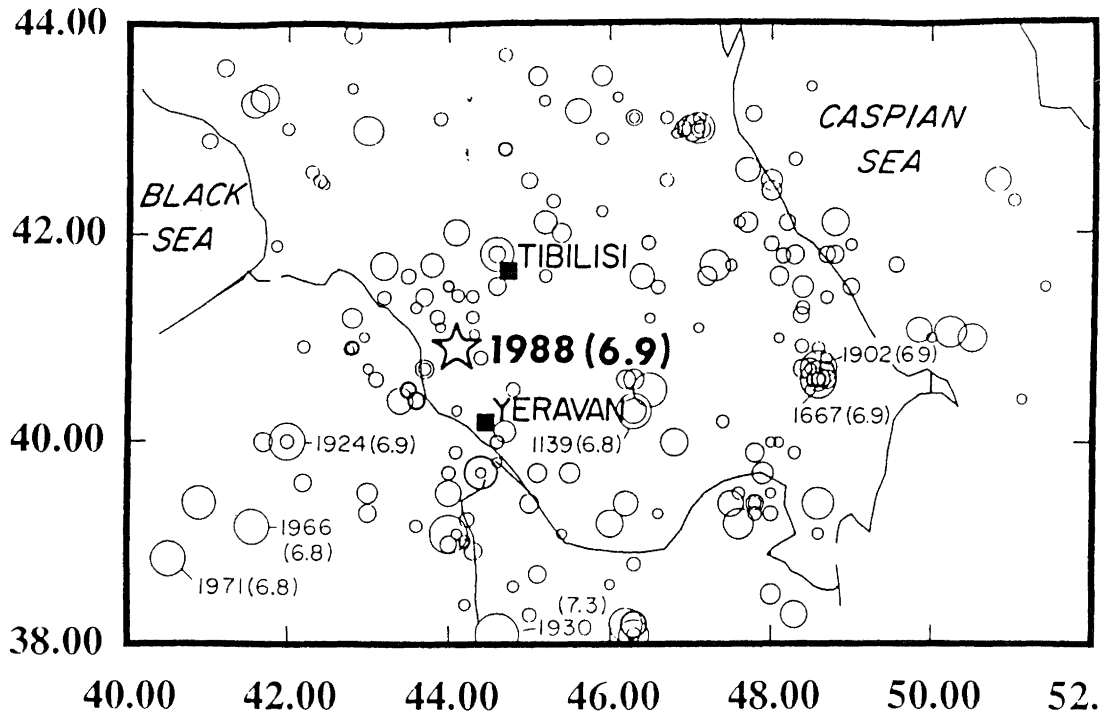 44.00
CASPIAN
SEA
BLACK
SEA
42.00
TIBILISI
1988 (6.9)
1902(6.9)
1667(6.9)
YERAVAN
1139(6.8)
40.00
1924(6.9)
1966
(6.8)
1971(6.8)
(7.3)
1930
38.00
40.00 42.00 44.00 46.00 48.00 50.00 52.